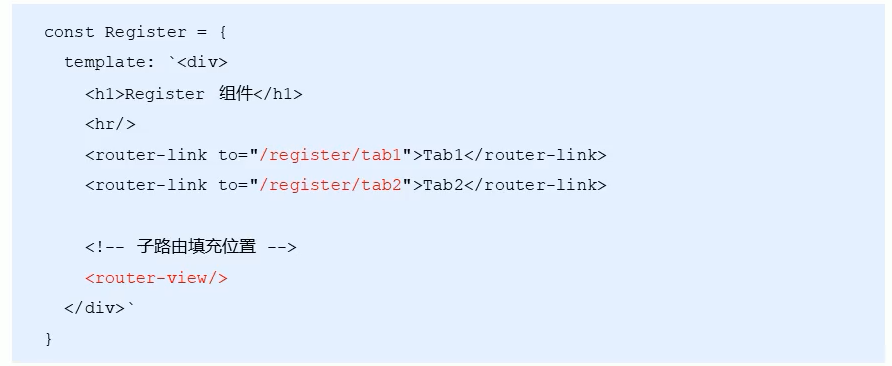 const Register = {
  template: `<div>
    <h1>Register 组件</h1>
    <hr/>
    <router-link to="/register/tab1">Tab1</router-link>
    <router-link to="/register/tab2">Tab2</router-link>

    <!-- 子路由填充位置 -->
    <router-view/>
  </div>`
}